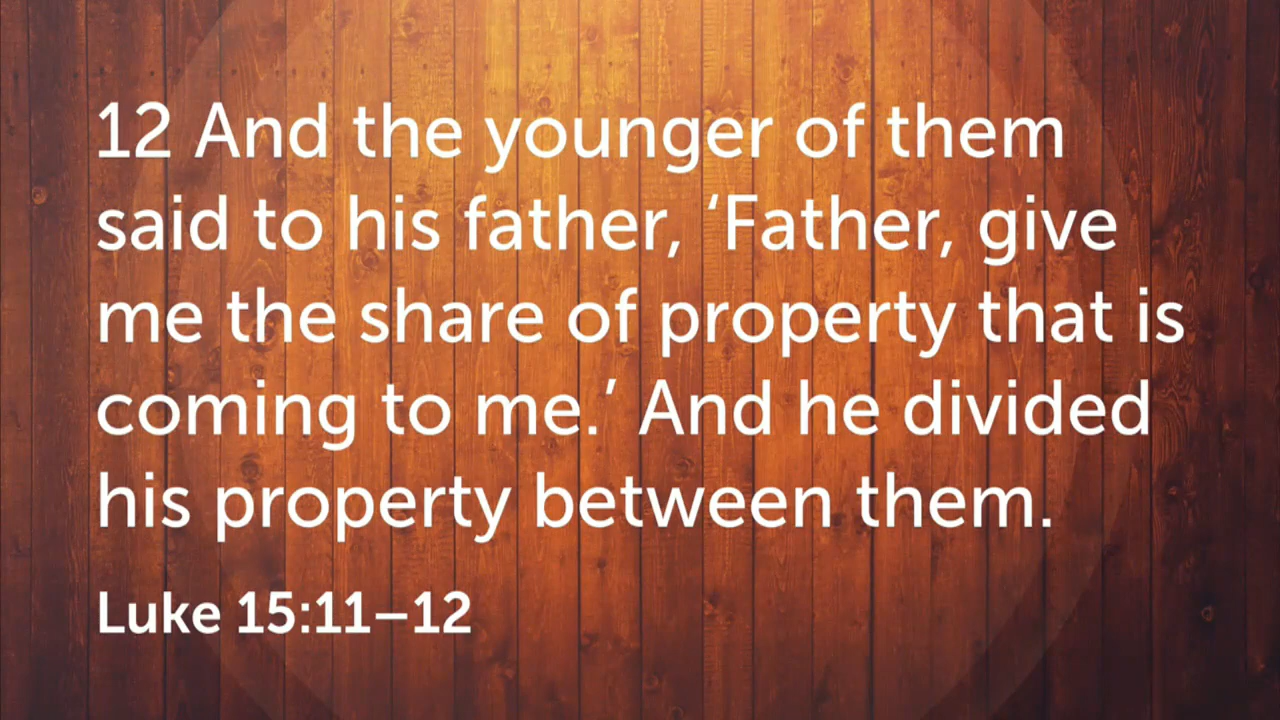 12 And the younger of them
said to his father, ‘Father, give
me the share of property that is
coming to me.’ And he divided
his property between them.
Luke 15:11–12